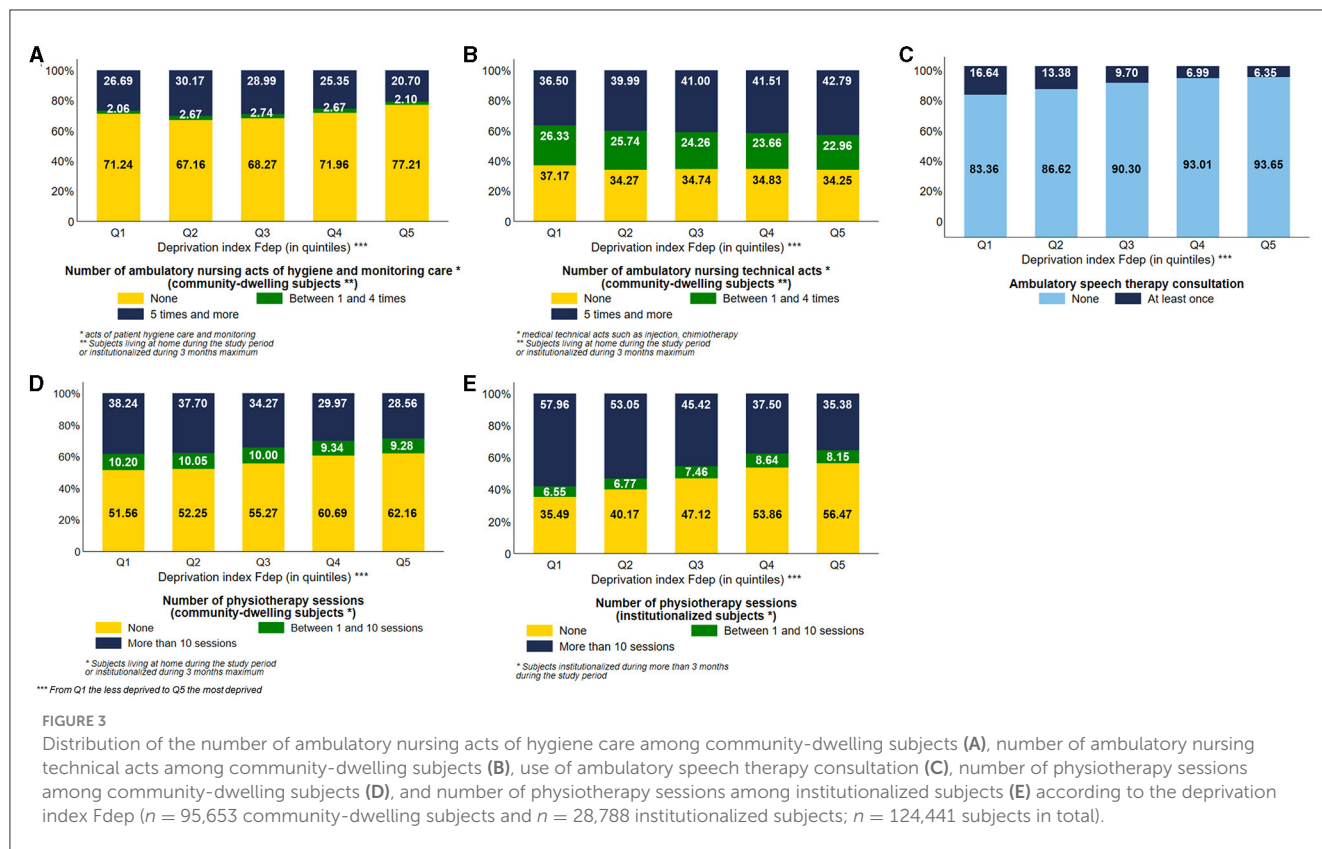 A
100%
80%
60%
40%
20%
0
26.69 30.17 28.99 25.35 20.70
2.06 2.67 2.74 2.67 2.10
71.24 67.16 68.27 71.96 77.21
Q1 Q2 Q3 Q4 Q5
Deprivation index Fdep (in quintiles) ***
Number of ambulatory nursing acts of hygiene and monitoring care *
(community-dwelling subjects **)
None Between 1 and 4 times
5 times and more
* acts of patient hygiene care and monitoring
** Subjects living at home during the study period
or institutionalized during 3 months maximum
B
100%
80%
60%
40%
20%
0
36.50 39.99 41.00 41.51 42.79
26.33 25.74 24.26 23.66 22.96
37.17 34.27 34.74 34.83 34.25
Q1 Q2 Q3 Q4 Q5
Deprivation index Fdep (in quintiles) ***
Number of ambulatory nursing technical acts *
(community-dwelling subjects **)
None Between 1 and 4 times
5 times and more
* medical technical acts such as injection, chimiotherapy
** Subjects living at home during the study period
or institutionalized during 3 months maximum
C
100%
80%
60%
40%
20%
0
16.64 13.38 9.70 6.99 6.35
83.36 86.62 90.30 93.01 93.65
Q1 Q2 Q3 Q4 Q5
Deprivation index Fdep (in quintiles) ***
Ambulatory speech therapy consultation
None At least once
D
100%
80%
60%
40%
20%
0
38.24 37.70 34.27 29.97 28.56
10.20 10.05 10.00 9.34 9.28
51.56 52.25 55.27 60.69 62.16
Q1 Q2 Q3 Q4 Q5
Deprivation index Fdep (in quintiles) ***
Number of physiotherapy sessions
(community-dwelling subjects *)
None Between 1 and 10 sessions
More than 10 sessions
* Subjects living at home during the study period
or institutionalized during 3 months maximum
*** From Q1 the less deprived to Q5 the most deprived
E
100%
80%
60%
40%
20%
0
57.96 53.05 45.42 37.50 35.38
6.55 6.77 7.46 8.64 8.15
35.49 40.17 47.12 53.86 56.47
Q1 Q2 Q3 Q4 Q5
Deprivation index Fdep (in quintiles) ***
Number of physiotherapy sessions
(institutionalized subjects *)
None Between 1 and 10 sessions
More than 10 sessions
* Subjects institutionalized during more than 3 months
during the study period
FIGURE 3
Distribution of the number of ambulatory nursing acts of hygiene care among community-dwelling subjects (A), number of ambulatory nursing
technical acts among community-dwelling subjects (B), use of ambulatory speech therapy consultation (C), number of physiotherapy sessions
among community-dwelling subjects (D), and number of physiotherapy sessions among institutionalized subjects (E) according to the deprivation
index Fdep (n = 95,653 community-dwelling subjects and n = 28,788 institutionalized subjects; n = 124,441 subjects in total).